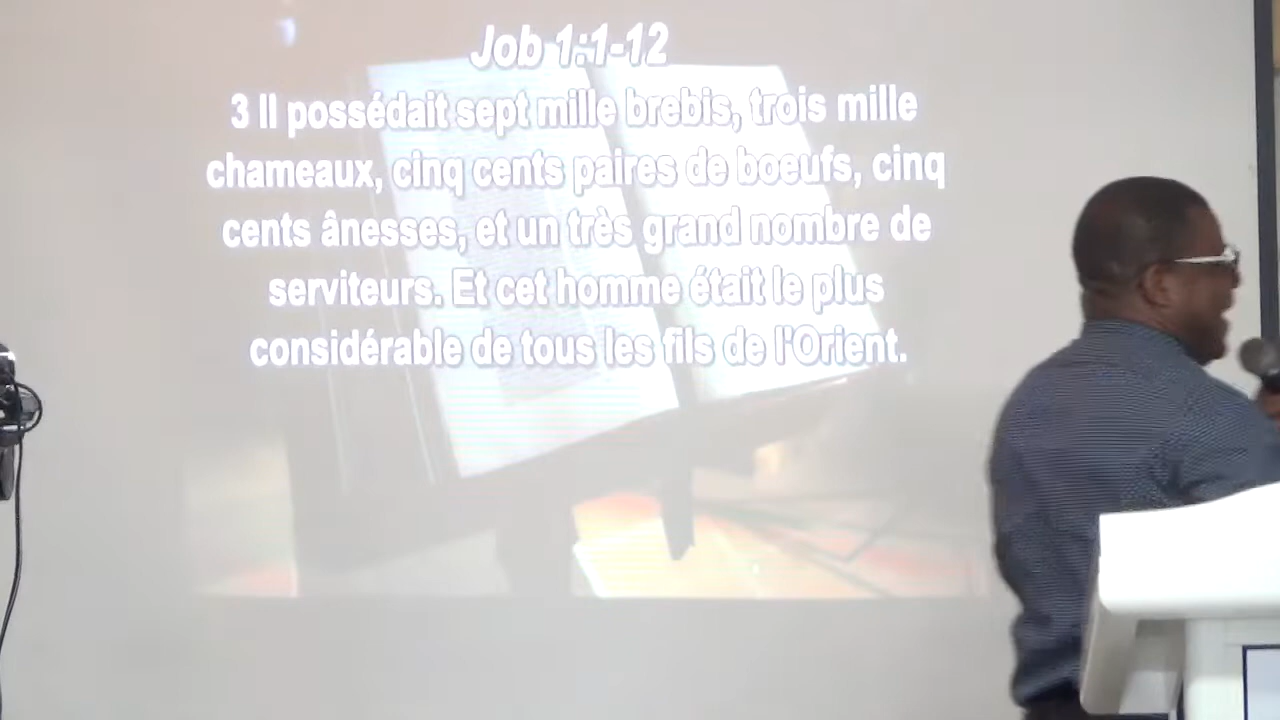 Job 1:1-12
3 Il possédait sept mille brebis, trois mille
chameaux, cinq cents paires de boeufs, cinq
cents ânesses, et un très grand nombre de
serviteurs. Et cet homme était le plus
considérable de tous les fils de l'Orient.